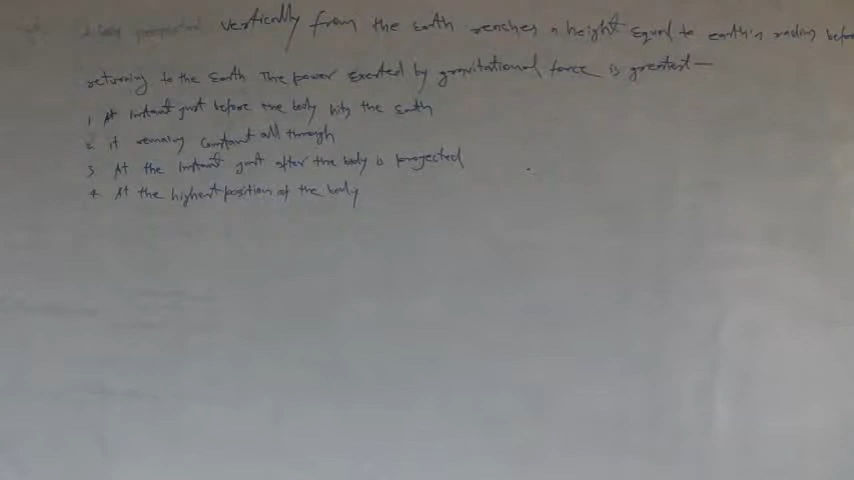 A body projected vertically from the Earth reaches a height equal to earth's radius before
returning to the Earth The power exerted by gravitational force is greatest —
1 At instant just before the body hits the Earth
2 it remains constant all through
3 At the instant just after the body is projected
4 At the highest position of the body